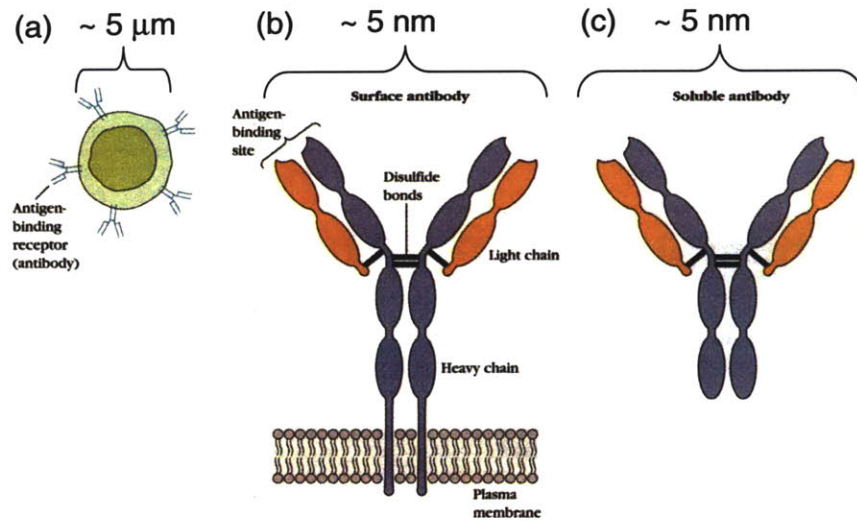 (a)
~ 5 μm
(b)
~ 5 nm
(c)
~ 5 nm
Antigen-
binding
receptor
(antibody)
Surface antibody
Antigen-
binding
site
Disulfide
bonds
Light chain
Heavy chain
Plasma
membrane
Soluble antibody